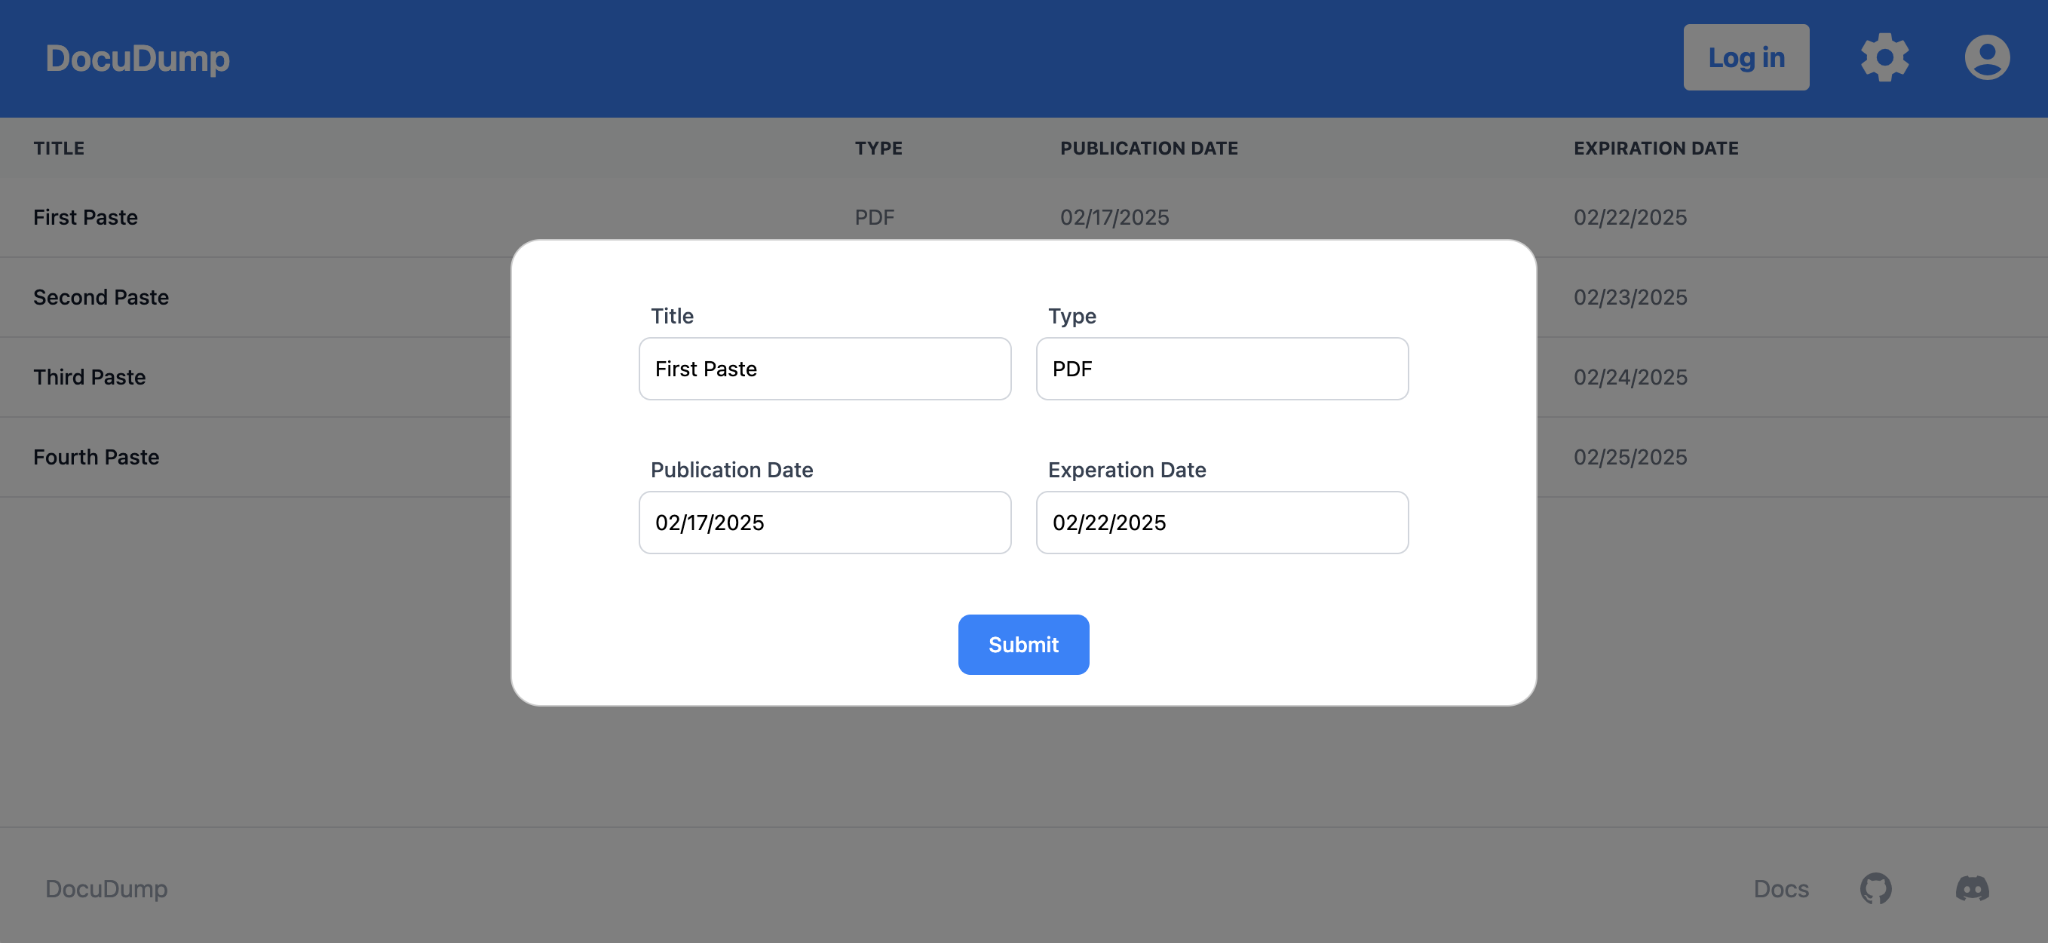 DocuDump
Log in
TITLE TYPE PUBLICATION DATE EXPIRATION DATE
First Paste PDF 02/17/2025 02/22/2025
Second Paste 02/23/2025
Third Paste 02/24/2025
Fourth Paste 02/25/2025
Title Type
First Paste PDF
Publication Date Experation Date
02/17/2025 02/22/2025
Submit
DocuDump Docs